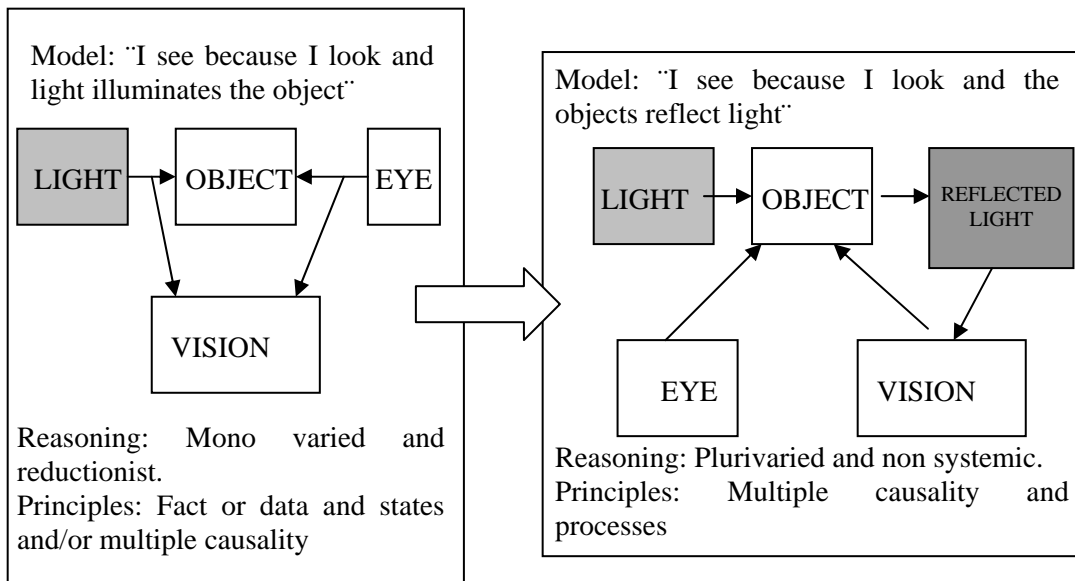 Model: ¨I see because I look and
light illuminates the object¨
LIGHT
OBJECT
EYE
VISION
Reasoning: Mono varied and
reductionist.
Principles: Fact or data and states
and/or multiple causality
Model: ¨I see because I look and the
objects reflect light¨
LIGHT
OBJECT
REFLECTED
LIGHT
EYE
VISION
Reasoning: Plurivaried and non systemic.
Principles: Multiple causality and
processes